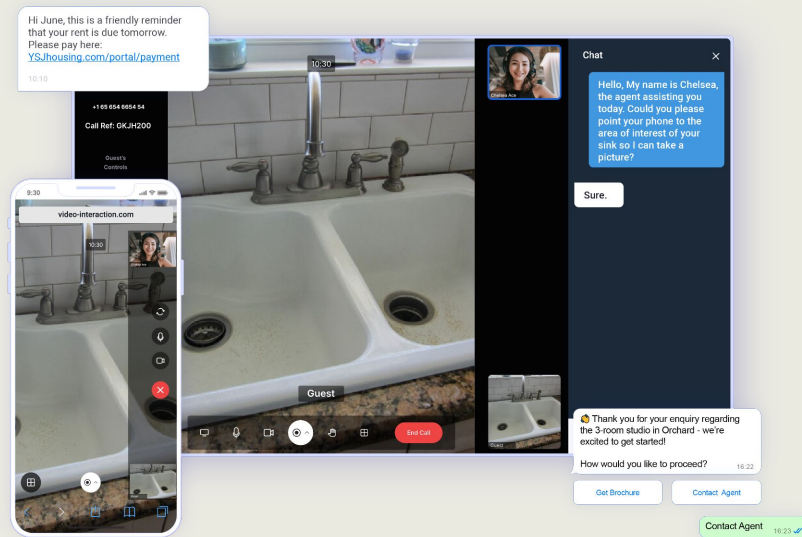 Hi June, this is a friendly reminder
that your rent is due tomorrow.
Please pay here:
YSJhousing.com/portal/payment
10:10
+1 65 654 6654 54
Call Ref: GKJH200
Guest's
Controls
10:30
Guest
End Call
Chelsea Ace
Guest
Chat
Hello, My name is Chelsea,
the agent assisting you
today. Could you please
point your phone to the
area of interest of your
sink so I can take a
picture?
Sure.
9:30
video-interaction.com
10:30
Chelsea Ace
Thank you for your enquiry regarding
the 3-room studio in Orchard - we're
excited to get started!
How would you like to proceed?
16:22
Get Brochure
Contact Agent
Contact Agent
16:23